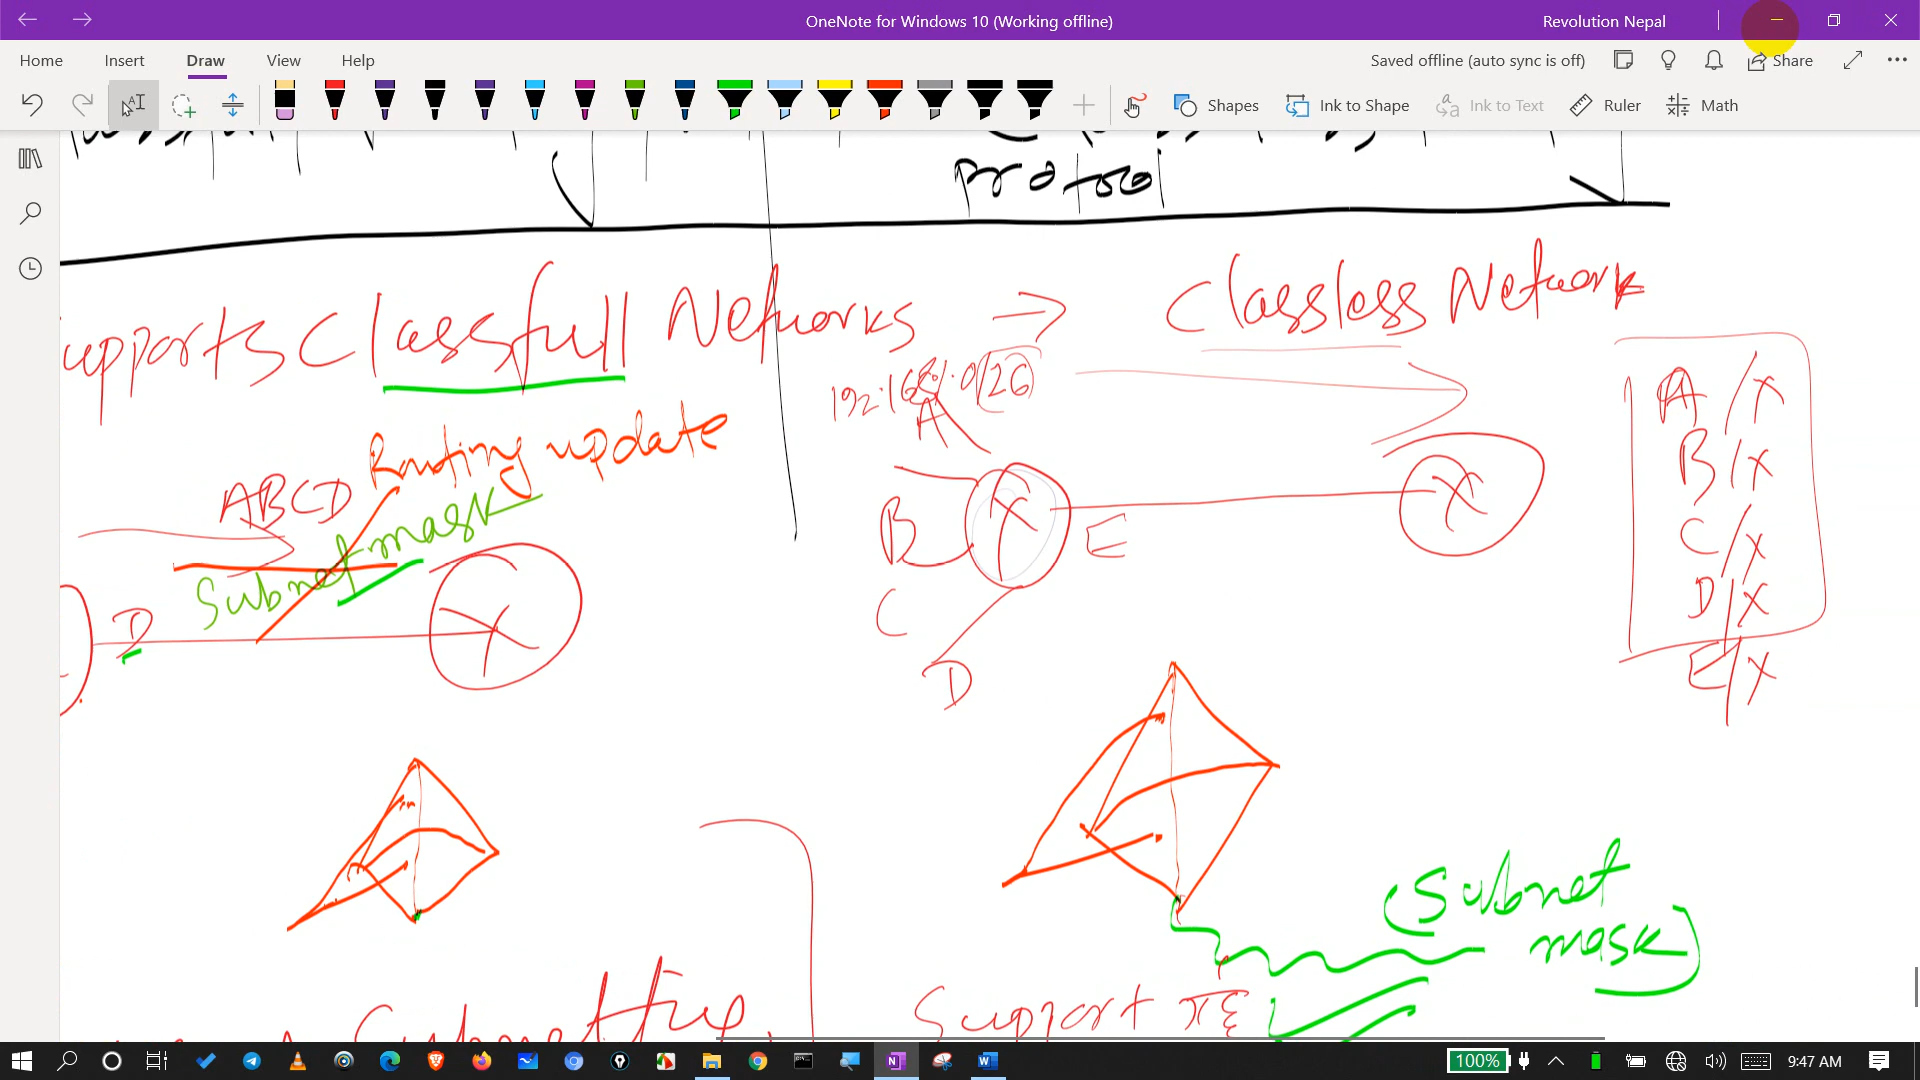 OneNote for Windows 10 (Working offline)
Revolution Nepal
Home Insert Draw View Help
Saved offline (auto sync is off)
Share
Shapes
Ink to Shape
Ink to Text
Ruler
Math
protocol
upports Classfull Networks → Classless Network
192.168.1.0/26
Routing update
ABCD
Subnet mask
A
B
C
D
E
D
X
X
X
A/X
B/X
C/X
D/X
E/X
(Subnet
mask)
Subnetting
Support
100%
9:47 AM